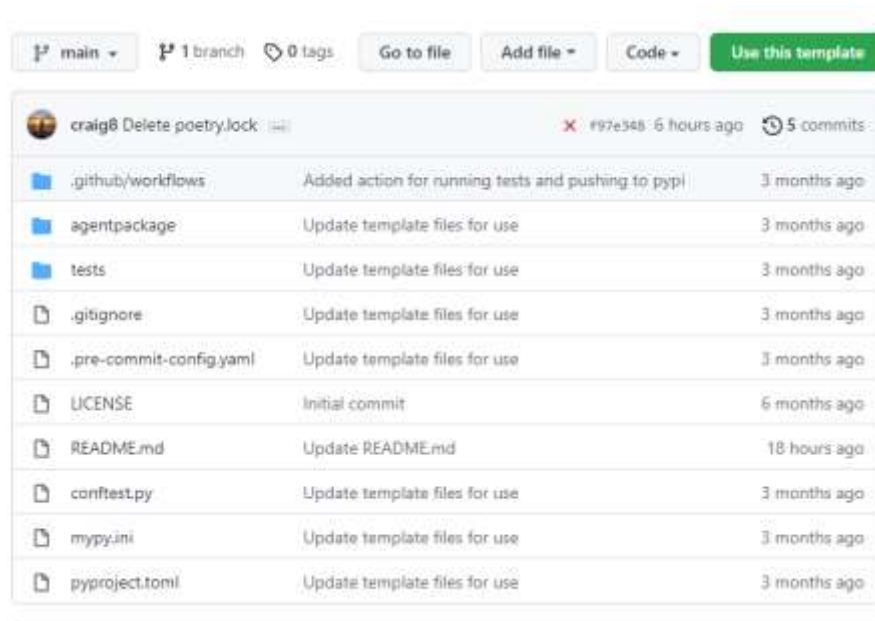 main 1 branch 0 tags Go to file Add file Code Use this template
craig8 Delete poetry.lock ... f97e348 6 hours ago 5 commits
.github/workflows Added action for running tests and pushing to pypi 3 months ago
agentpackage Update template files for use 3 months ago
tests Update template files for use 3 months ago
.gitignore Update template files for use 3 months ago
.pre-commit-config.yaml Update template files for use 3 months ago
LICENSE Initial commit 6 months ago
README.md Update README.md 18 hours ago
conftest.py Update template files for use 3 months ago
mypy.ini Update template files for use 3 months ago
pyproject.toml Update template files for use 3 months ago